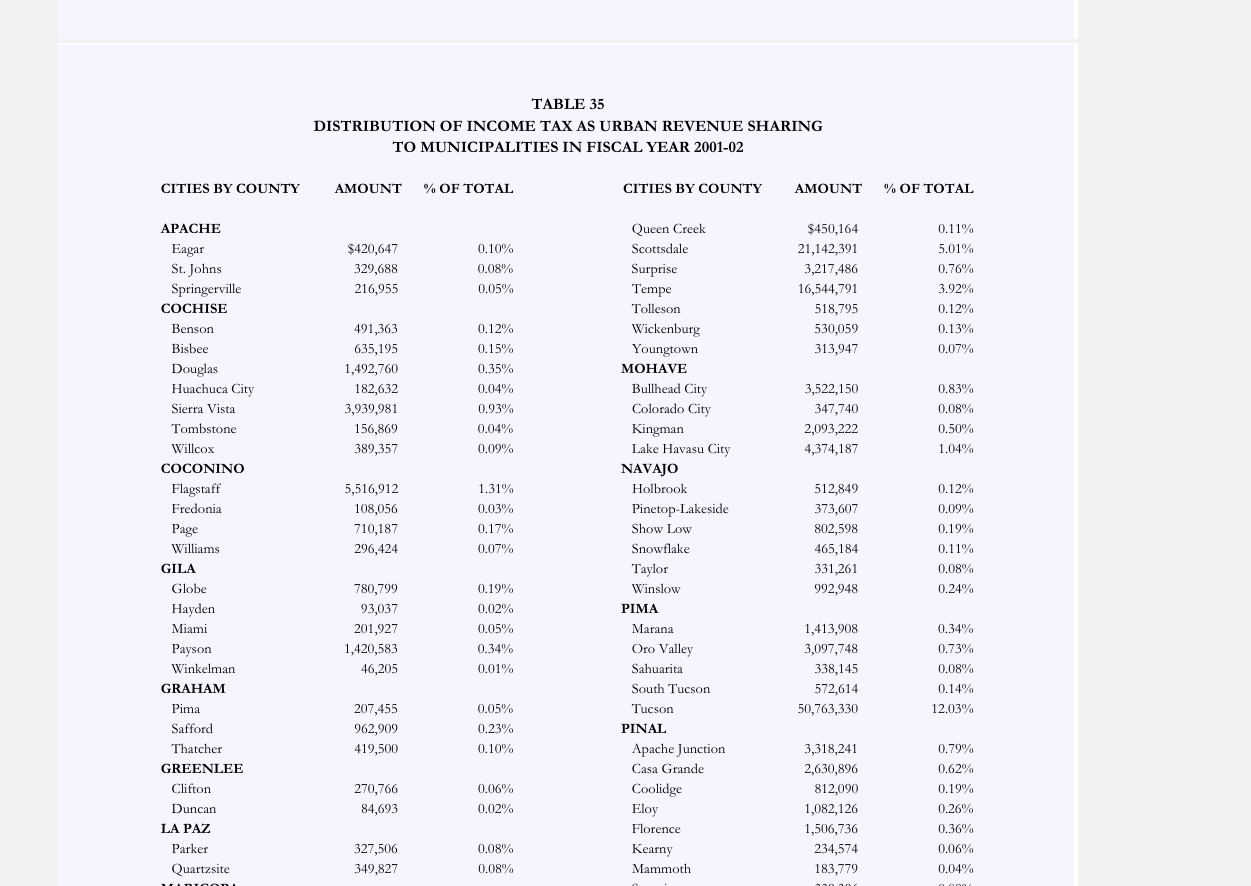 TABLE 35
DISTRIBUTION OF INCOME TAX AS URBAN REVENUE SHARING
TO MUNICIPALITIES IN FISCAL YEAR 2001-02
CITIES BY COUNTY AMOUNT % OF TOTAL
APACHE
Eagar $420,647 0.10%
St. Johns 329,688 0.08%
Springerville 216,955 0.05%
COCHISE
Benson 491,363 0.12%
Bisbee 635,195 0.15%
Douglas 1,492,760 0.35%
Huachuca City 182,632 0.04%
Sierra Vista 3,939,981 0.93%
Tombstone 156,869 0.04%
Willcox 389,357 0.09%
COCONINO
Flagstaff 5,516,912 1.31%
Fredonia 108,056 0.03%
Page 710,187 0.17%
Williams 296,424 0.07%
GILA
Globe 780,799 0.19%
Hayden 93,037 0.02%
Miami 201,927 0.05%
Payson 1,420,583 0.34%
Winkelman 46,205 0.01%
GRAHAM
Pima 207,455 0.05%
Safford 962,909 0.23%
Thatcher 419,500 0.10%
GREENLEE
Clifton 270,766 0.06%
Duncan 84,693 0.02%
LA PAZ
Parker 327,506 0.08%
Quartzsite 349,827 0.08%
CITIES BY COUNTY AMOUNT % OF TOTAL
Queen Creek $450,164 0.11%
Scottsdale 21,142,391 5.01%
Surprise 3,217,486 0.76%
Tempe 16,544,791 3.92%
Tolleson 518,795 0.12%
Wickenburg 530,059 0.13%
Youngtown 313,947 0.07%
MOHAVE
Bullhead City 3,522,150 0.83%
Colorado City 347,740 0.08%
Kingman 2,093,222 0.50%
Lake Havasu City 4,374,187 1.04%
NAVAJO
Holbrook 512,849 0.12%
Pinetop-Lakeside 373,607 0.09%
Show Low 802,598 0.19%
Snowflake 465,184 0.11%
Taylor 331,261 0.08%
Winslow 992,948 0.24%
PIMA
Marana 1,413,908 0.34%
Oro Valley 3,097,748 0.73%
Sahuarita 338,145 0.08%
South Tucson 572,614 0.14%
Tucson 50,763,330 12.03%
PINAL
Apache Junction 3,318,241 0.79%
Casa Grande 2,630,896 0.62%
Coolidge 812,090 0.19%
Eloy 1,082,126 0.26%
Florence 1,506,736 0.36%
Kearny 234,574 0.06%
Mammoth 183,779 0.04%